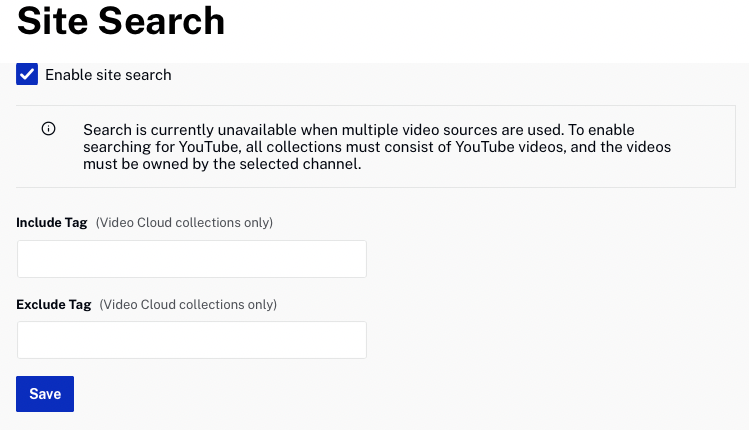 Site Search
Enable site search
Search is currently unavailable when multiple video sources are used. To enable
searching for YouTube, all collections must consist of YouTube videos, and the videos
must be owned by the selected channel.
Include Tag (Video Cloud collections only)
Exclude Tag (Video Cloud collections only)
Save